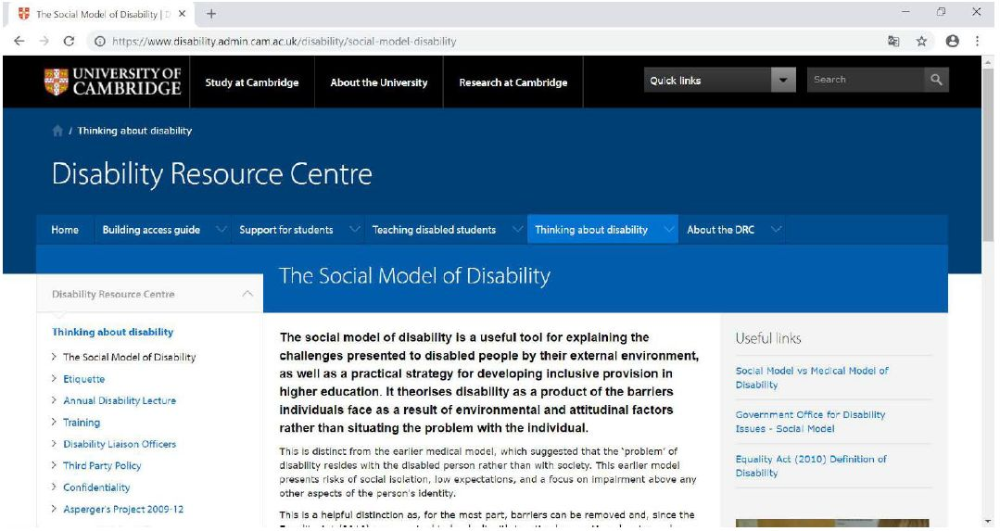 The Social Model of Disability | D
https://www.disability.admin.cam.ac.uk/disability/social-model-disability
UNIVERSITY OF
CAMBRIDGE
Study at Cambridge
About the University
Research at Cambridge
Quick links
Search
/ Thinking about disability
Disability Resource Centre
Home
Building access guide
Support for students
Teaching disabled students
Thinking about disability
About the DRC
Disability Resource Centre
Thinking about disability
The Social Model of Disability
Etiquette
Annual Disability Lecture
Training
Disability Liaison Officers
Third Party Policy
Confidentiality
Asperger's Project 2009-12
The Social Model of Disability
The social model of disability is a useful tool for explaining the
challenges presented to disabled people by their external environment,
as well as a practical strategy for developing inclusive provision in
higher education. It theorises disability as a product of the barriers
individuals face as a result of environmental and attitudinal factors
rather than situating the problem with the individual.
This is distinct from the earlier medical model, which suggested that the 'problem' of
disability resides with the disabled person rather than with society. This earlier model
presents risks of social isolation, low expectations, and a focus on impairment above any
other aspects of the person's identity.
This is a helpful distinction as, for the most part, barriers can be removed and, since the
Useful links
Social Model vs Medical Model of
Disability
Government Office for Disability
Issues - Social Model
Equality Act (2010) Definition of
Disability